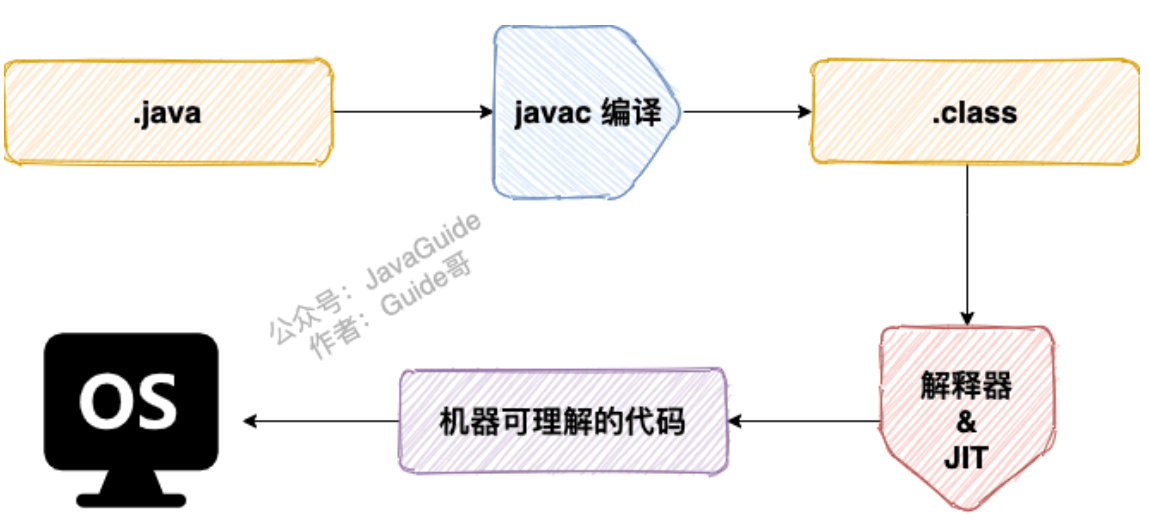 .java
javac 编译
.class
公众号：JavaGuide
作者：Guide哥
解释器
&
JIT
机器可理解的代码
OS